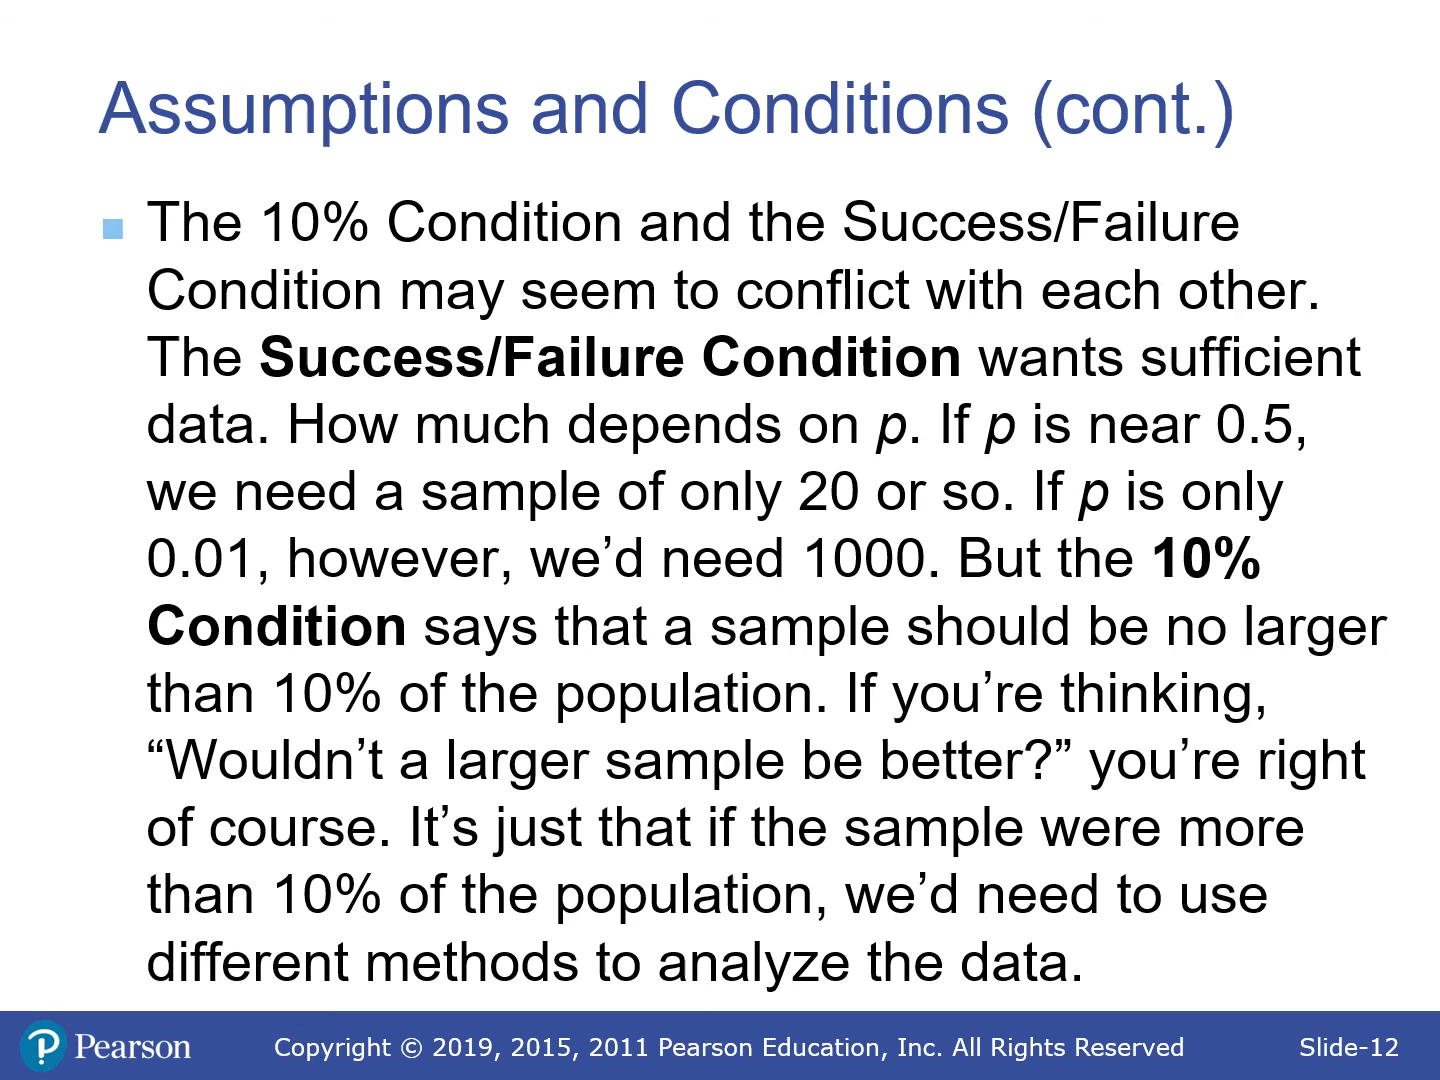 Assumptions and Conditions (cont.)
The 10% Condition and the Success/Failure
Condition may seem to conflict with each other.
The Success/Failure Condition wants sufficient
data. How much depends on p. If p is near 0.5,
we need a sample of only 20 or so. If p is only
0.01, however, we’d need 1000. But the 10%
Condition says that a sample should be no larger
than 10% of the population. If you’re thinking,
“Wouldn’t a larger sample be better?” you’re right
of course. It’s just that if the sample were more
than 10% of the population, we’d need to use
different methods to analyze the data.
Pearson Copyright © 2019, 2015, 2011 Pearson Education, Inc. All Rights Reserved Slide-12